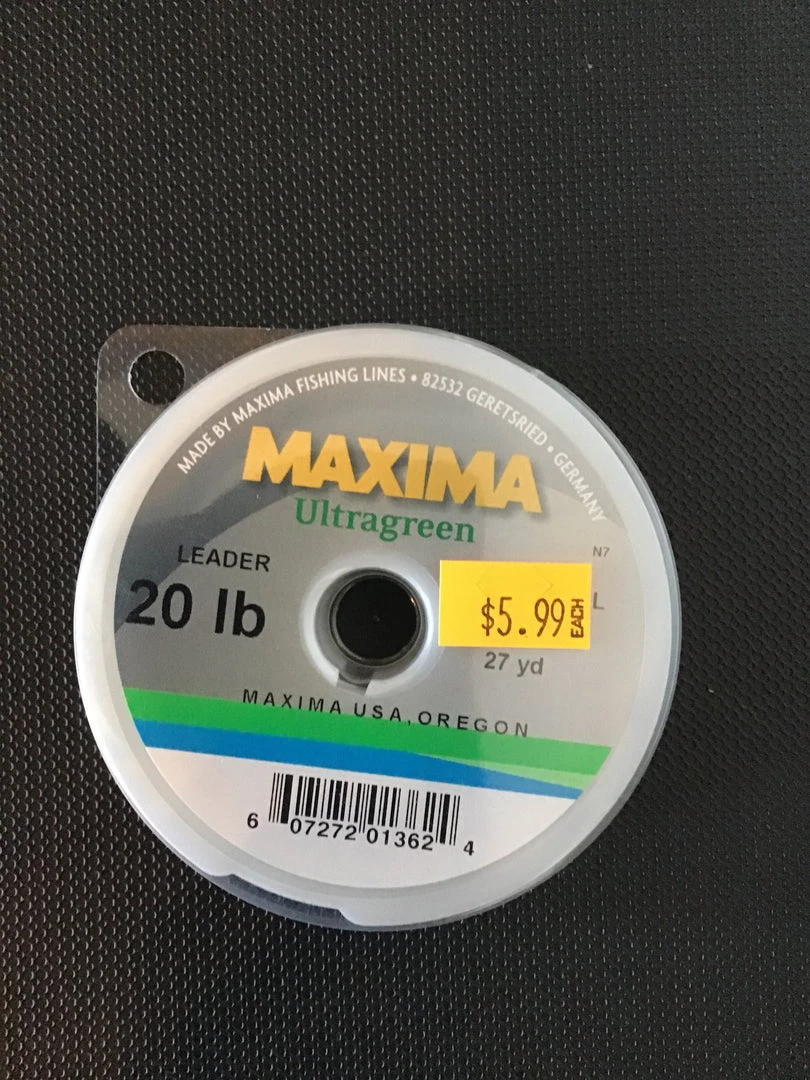 MADE BY MAXIMA FISHING LINES • 82532 GERETSRIED • GERMANY
MAXIMA
Ultragreen
N7
LEADER
20 lb
L
$5.99 EACH
27 yd
MAXIMA USA, OREGON
6 07272 01362 4